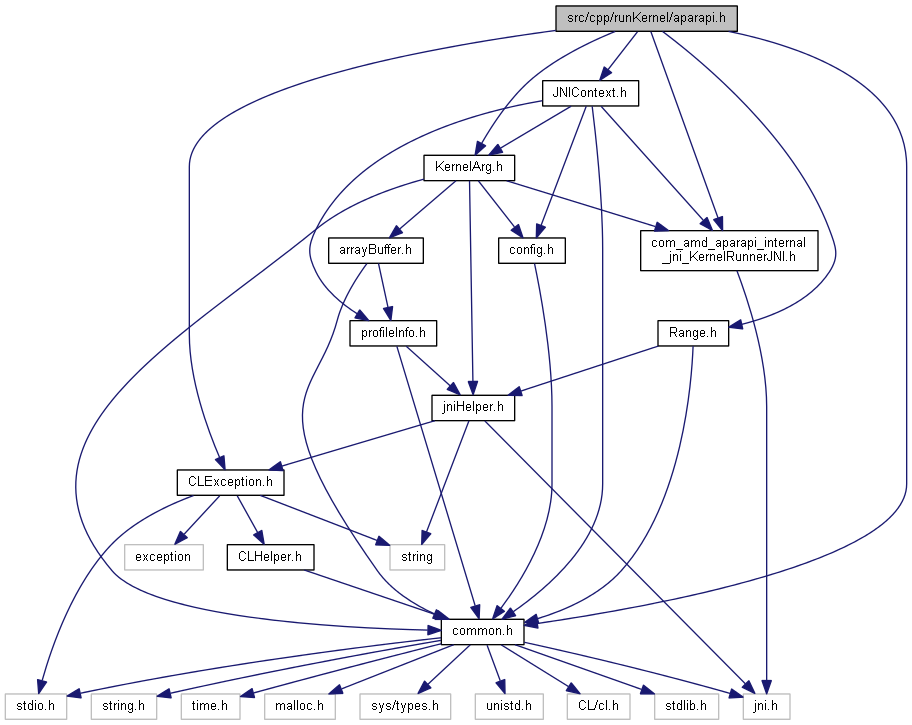 src/cpp/runKernel/aparapi.h
JNIContext.h
KernelArg.h
arrayBuffer.h
config.h
com_amd_aparapi_internal
_jni_KernelRunnerJNI.h
profileInfo.h
Range.h
jniHelper.h
CLException.h
exception
CLHelper.h
string
common.h
stdio.h
string.h
time.h
malloc.h
sys/types.h
unistd.h
CL/cl.h
stdlib.h
jni.h